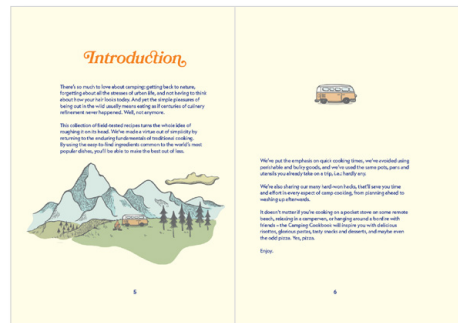 Introduction
There's so much to love about camping: getting back to nature,
forgetting about all the stresses of urban life, and not having to think
about how your hair looks today. And yet the simple pleasures of
being out in the wild usually means eating as if centuries of culinary
refinement never happened. Well, not anymore.
This collection of field-tested recipes turns the whole idea of
roughing it on its head. We've made a virtue out of simplicity by
returning to the enduring fundamentals of traditional cooking.
By using the easy-to-find ingredients common to the world's most
popular dishes, you'll be able to make the best out of less.
5
We've put the emphasis on quick cooking times, we've avoided using
perishable and bulky goods, and we've used the same pots, pans and
utensils you already take on a trip, i.e.: hardly any.
We're also sharing our many hard-won hacks, that'll save you time
and effort in every aspect of camp cooking, from planning ahead to
washing up afterwards.
It doesn't matter if you're cooking on a pocket stove on some remote
beach, relaxing in a campervan, or hanging around a bonfire with
friends – the Camping Cookbook will inspire you with delicious
risottos, glorious pastas, tasty snacks and desserts, and maybe even
the odd pizza. Yes, pizza.
Enjoy.
6